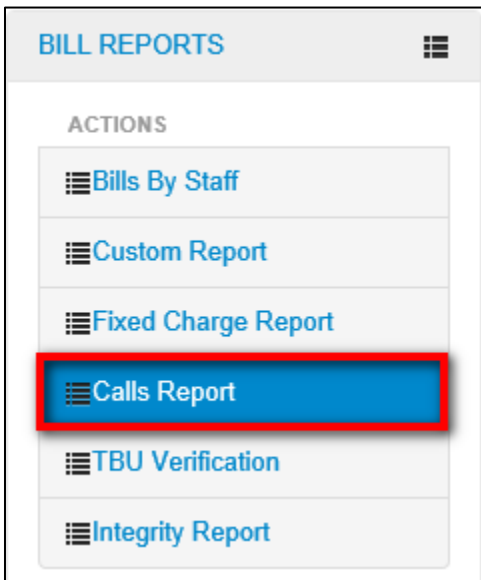 BILL REPORTS
ACTIONS
Bills By Staff
Custom Report
Fixed Charge Report
Calls Report
TBU Verification
Integrity Report